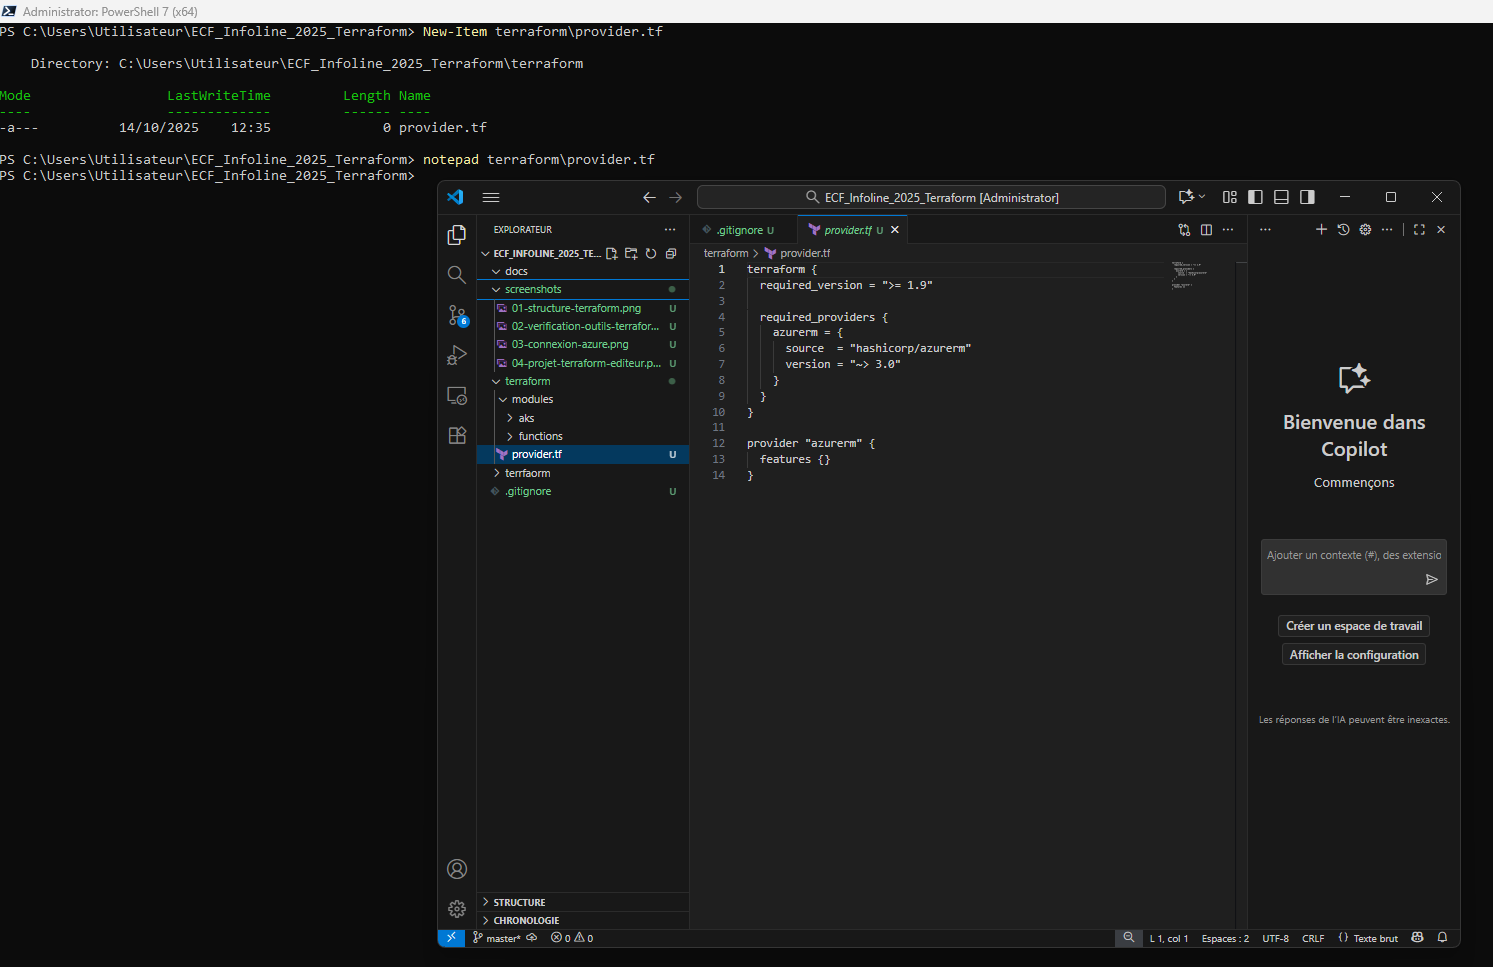 Administrator: PowerShell 7 (x64)
PS C:\Users\Utilisateur\ECF_Infoline_2025_Terraform> New-Item terraform\provider.tf
Directory: C:\Users\Utilisateur\ECF_Infoline_2025_Terraform\terraform
Mode LastWriteTime Length Name
---- ------------- ------ ----
-a--- 14/10/2025 12:35 0 provider.tf
PS C:\Users\Utilisateur\ECF_Infoline_2025_Terraform> notepad terraform\provider.tf
PS C:\Users\Utilisateur\ECF_Infoline_2025_Terraform>
ECF_Infoline_2025_Terraform [Administrator]
EXPLORATEUR
ECF_INFOLINE_2025_TE...
docs
screenshots
01-structure-terraform.png U
02-verification-outils-terrafor... U
03-connexion-azure.png U
04-projet-terraform-editeur.p... U
terraform
modules
aks
functions
provider.tf U
terrfaorm
.gitignore U
STRUCTURE
CHRONOLOGIE
6
.gitignore U
provider.tf U
terraform > provider.tf
1 terraform {
2 required_version = ">= 1.9"
3
4 required_providers {
5 azurerm = {
6 source = "hashicorp/azurerm"
7 version = "~> 3.0"
8 }
9 }
10 }
11
12 provider "azurerm" {
13 features {}
14 }
Bienvenue dans
Copilot
Commençons
Ajouter un contexte (#), des extensio
Créer un espace de travail
Afficher la configuration
Les réponses de l'IA peuvent être inexactes.
master* 0 0
L 1, col 1 Espaces : 2 UTF-8 CRLF {} Texte brut